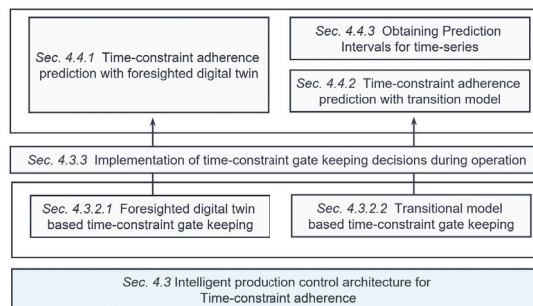 Sec. 4.4.1 Time-constraint adherence
prediction with foresighted digital twin
Sec. 4.4.3 Obtaining Prediction
Intervals for time-series
Sec. 4.4.2 Time-constraint adherence
prediction with transition model
Sec. 4.3.3 Implementation of time-constraint gate keeping decisions during operation
Sec. 4.3.2.1 Foresighted digital twin
based time-constraint gate keeping
Sec. 4.3.2.2 Transitional model
based time-constraint gate keeping
Sec. 4.3 Intelligent production control architecture for
Time-constraint adherence